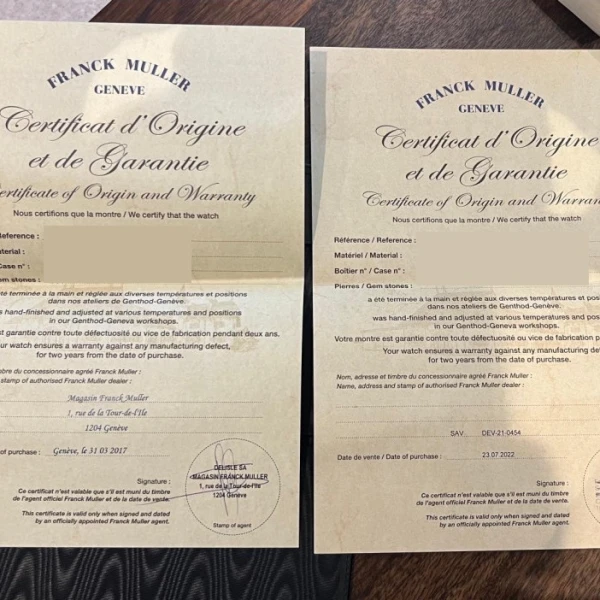 FRANCK MULLER
GENEVE
Certificat d'Origine
et de Garantie
Certificate of Origin and Warranty
Nous certifions que la montre / We certify that the watch
Reference :
Material :
Case n° :
Gem stones :
été terminée à la main et réglée aux diverses températures et positions
dans nos ateliers de Genthod-Genève.
hand-finished and adjusted at various temperatures and positions
in our Genthod-Geneva workshops.
est garantie contre toute défectuosité ou vice de fabrication pendant deux ans.
Your watch ensures a warranty against any manufacturing defect,
for two years from the date of purchase.
timbre du concessionnaire agréé Franck Muller :
stamp of authorised Franck Muller dealer :
Magasin Franck Muller
1, rue de la Tour-de-l'Ile
1204 Genève
of purchase : Genève, le 31 03 2017
DELISLE SA
MAGASIN FRANCK MULLER
1, rue de la Tour-de-l'Ile
1204 Genève
Signature :
Ce certificat n'est valable que s'il est muni du timbre
de l'agent officiel Franck Muller et de la date de vente.
This certificate is valid only when signed and dated
by an officially appointed Franck Muller agent.
Stamp of agent
FRANCK MULLER
GENEVE
Certificat d'Origine
et de Garantie
Certificate of Origin and
Nous certifions que la montre / We certify that the watch
Référence / Reference :
Matériel / Material :
Boîtier n° / Case n° :
Pierres / Gem stones :
a été terminée à la main et réglée aux diverses températures et
dans nos ateliers de Genthod-Genève.
was hand-finished and adjusted at various temperatures and
in our Genthod-Geneva workshops.
Votre montre est garantie contre toute défectuosité ou vice de fabrication
Your watch ensures a warranty against any manufacturing
for two years from the date of purchase.
Nom, adresse et timbre du concessionnaire agréé Franck Muller :
Name, address and stamp of authorised Franck Muller dealer :
SAV DEV-21-0454
Date de vente / Date of purchase : 23.07.2022
Signature :
Ce certificat n'est valable que s'il est muni du timbre
de l'agent officiel Franck Muller et de la date de vente.
This certificate is valid only when signed and dated
by an officially appointed Franck Muller agent.